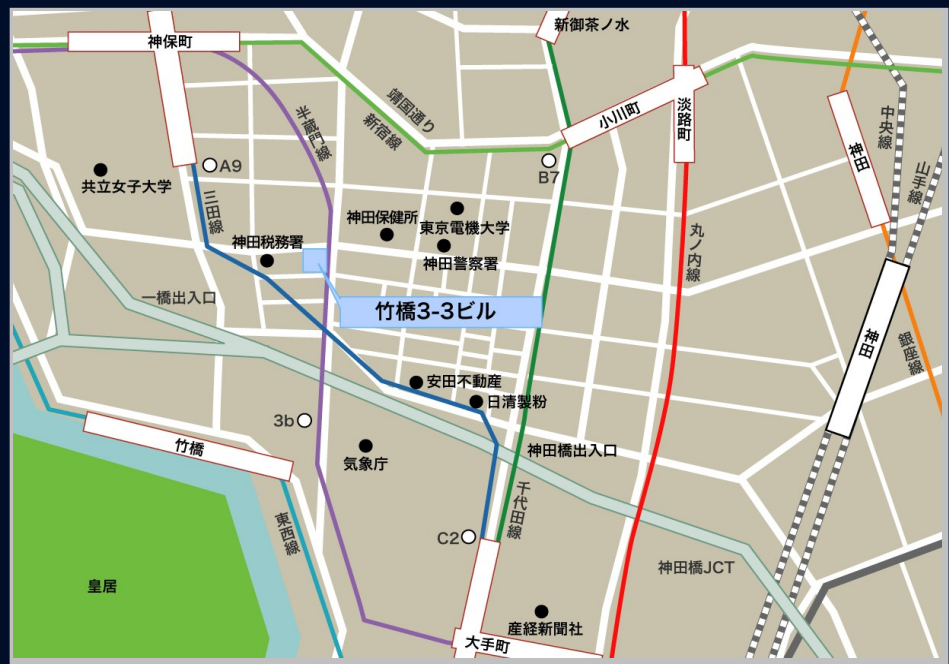 新御茶ノ水
神保町
靖国通り
新宿線
小川町
淡路町
中央線
神田
山手線
半蔵門線
A9
B7
共立女子大学
三田線
神田保健所
東京電機大学
神田税務署
神田警察署
丸ノ内線
一橋出入口
竹橋3-3ビル
神田
銀座線
安田不動産
日清製粉
3b
竹橋
気象庁
神田橋出入口
東西線
千代田線
C2
神田橋JCT
皇居
産経新聞社
大手町